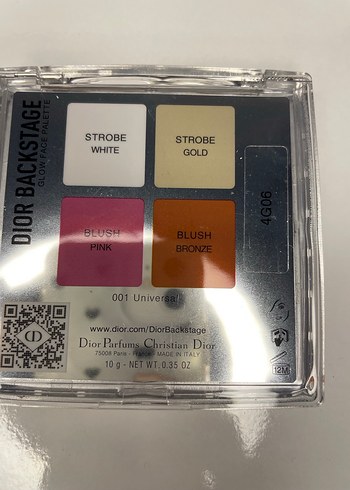 DIOR BACKSTAGE
GLOW FACE PALETTE
STROBE
WHITE
STROBE
GOLD
BLUSH
PINK
BLUSH
BRONZE
4G06
001 Universal
www.dior.com/DiorBackstage
Dior Parfums Christian Dior
75008 Paris - France - MADE IN ITALY
10 g - NET WT. 0.35 OZ
12M